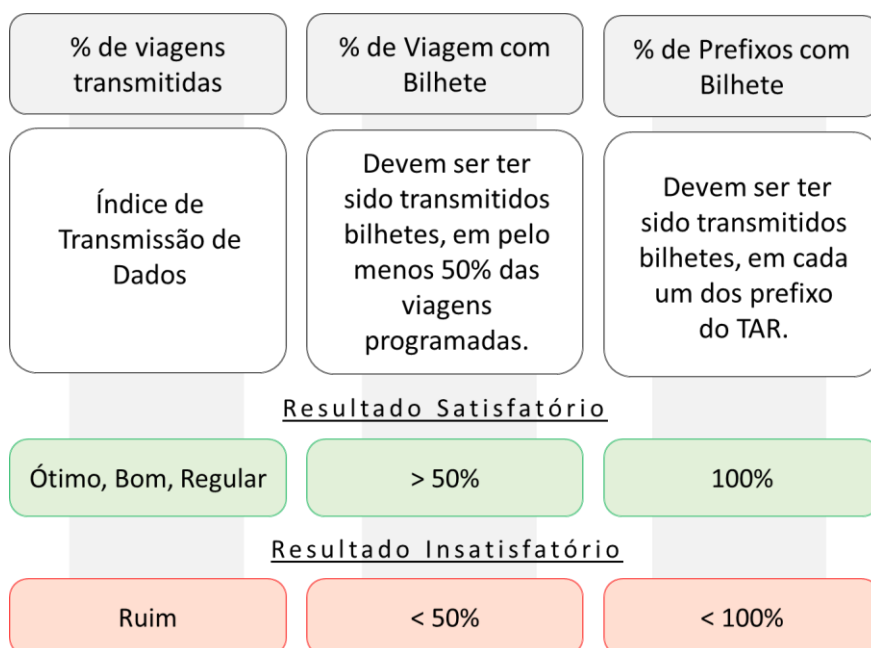 % de viagens
transmitidas
% de Viagem com
Bilhete
% de Prefixos com
Bilhete
Índice de
Transmissão de
Dados
Devem ser ter
sido transmitidos
bilhetes, em pelo
menos 50% das
viagens
programadas.
Devem ser ter
sido transmitidos
bilhetes, em cada
um dos prefixo
do TAR.
Resultado Satisfatório
Ótimo, Bom, Regular
> 50%
100%
Resultado Insatisfatório
Ruim
< 50%
< 100%